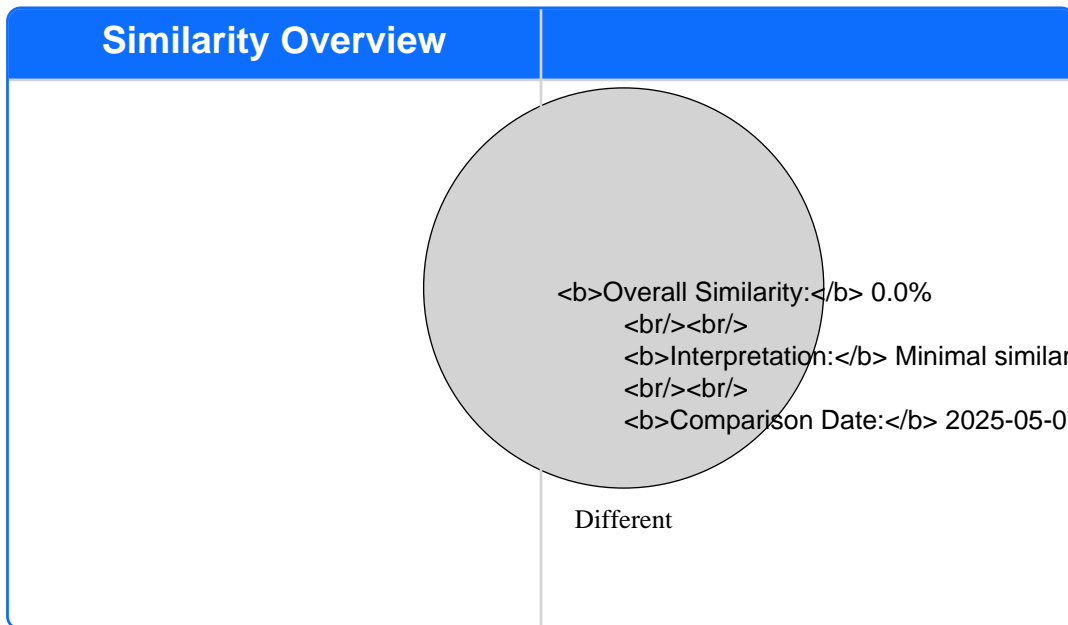 Similarity Overview
<b>Overall Similarity:</b> 0.0%
<br/><br/>
<b>Interpretation:</b> Minimal similar
<br/><br/>
<b>Comparison Date:</b> 2025-05-0
Different